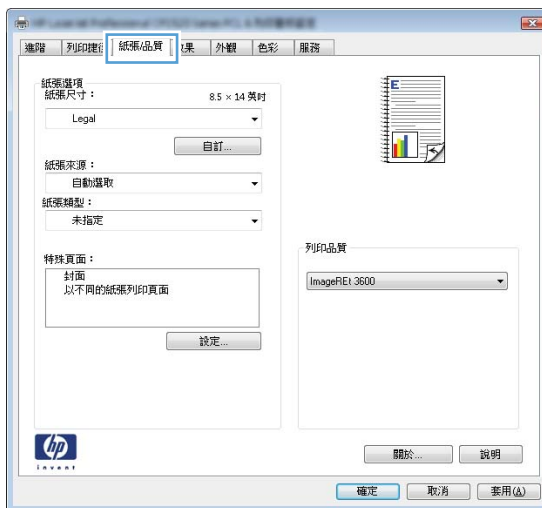 進階 列印捷徑 紙張/品質 效果 外觀 色彩 服務
紙張選項
紙張尺寸： 8.5 × 14 英吋
Legal
自訂...
紙張來源：
自動選取
紙張類型：
未指定
特殊頁面：
封面
以不同的紙張列印頁面
設定...
E
列印品質
ImageREt 3600
hp
invent
關於... 說明
確定 取消 套用(A)